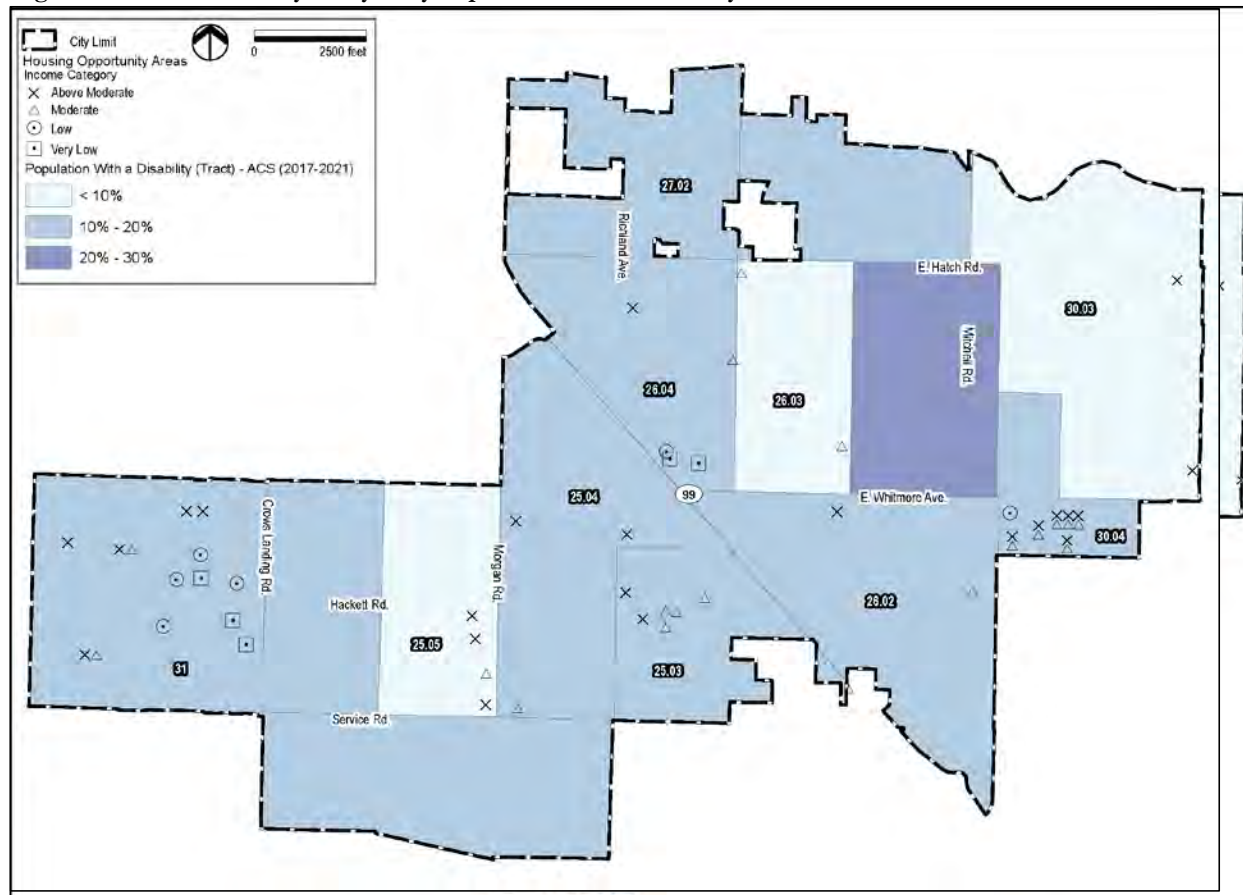 City Limit
0 2500 feet
Housing Opportunity Areas
Income Category
Above Moderate
Moderate
Low
Very Low
Population With a Disability (Tract) - ACS (2017-2021)
< 10%
10% - 20%
20% - 30%
27.02
Richland Ave.
E. Hatch Rd.
30.03
Mitchell Rd.
26.04
26.03
99
E. Whitmore Ave.
25.04
30.04
Crows Landing Rd.
Morgan Rd.
Hackett Rd.
26.02
25.05
31
25.03
Service Rd.